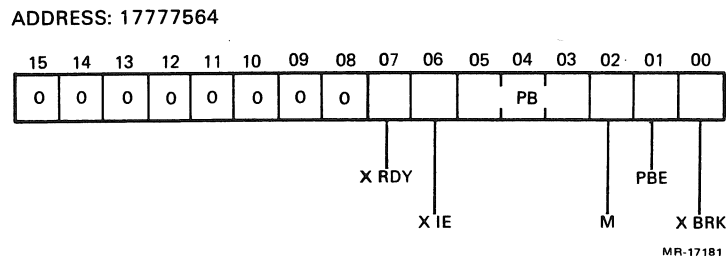 ADDRESS: 17777564
15 14 13 12 11 10 09 08 07 06 05 04 03 02 01 00
0 0 0 0 0 0 0 0 PB
X RDY PBE
X IE M X BRK
MR-17181